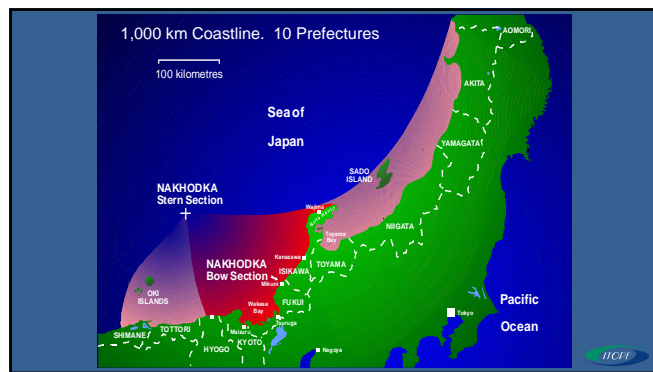 1,000 km Coastline. 10 Prefectures
100 kilometres
AOMORI
AKITA
Sea of
Japan
YAMAGATA
SADO
ISLAND
NAKHODKA
Stern Section
Wajima
NIIGATA
Toyama
Bay
Kanazawa
TOYAMA
NAKHODKA
Bow Section
ISIKAWA
Mikuni
OKI
ISLANDS
FUKUI
Wakasa
Bay
Pacific
Ocean
Tsuruga
Tokyo
SHIMANE
TOTTORI
Maizuru
KYOTO
HYOGO
Nagoya
ITOPF